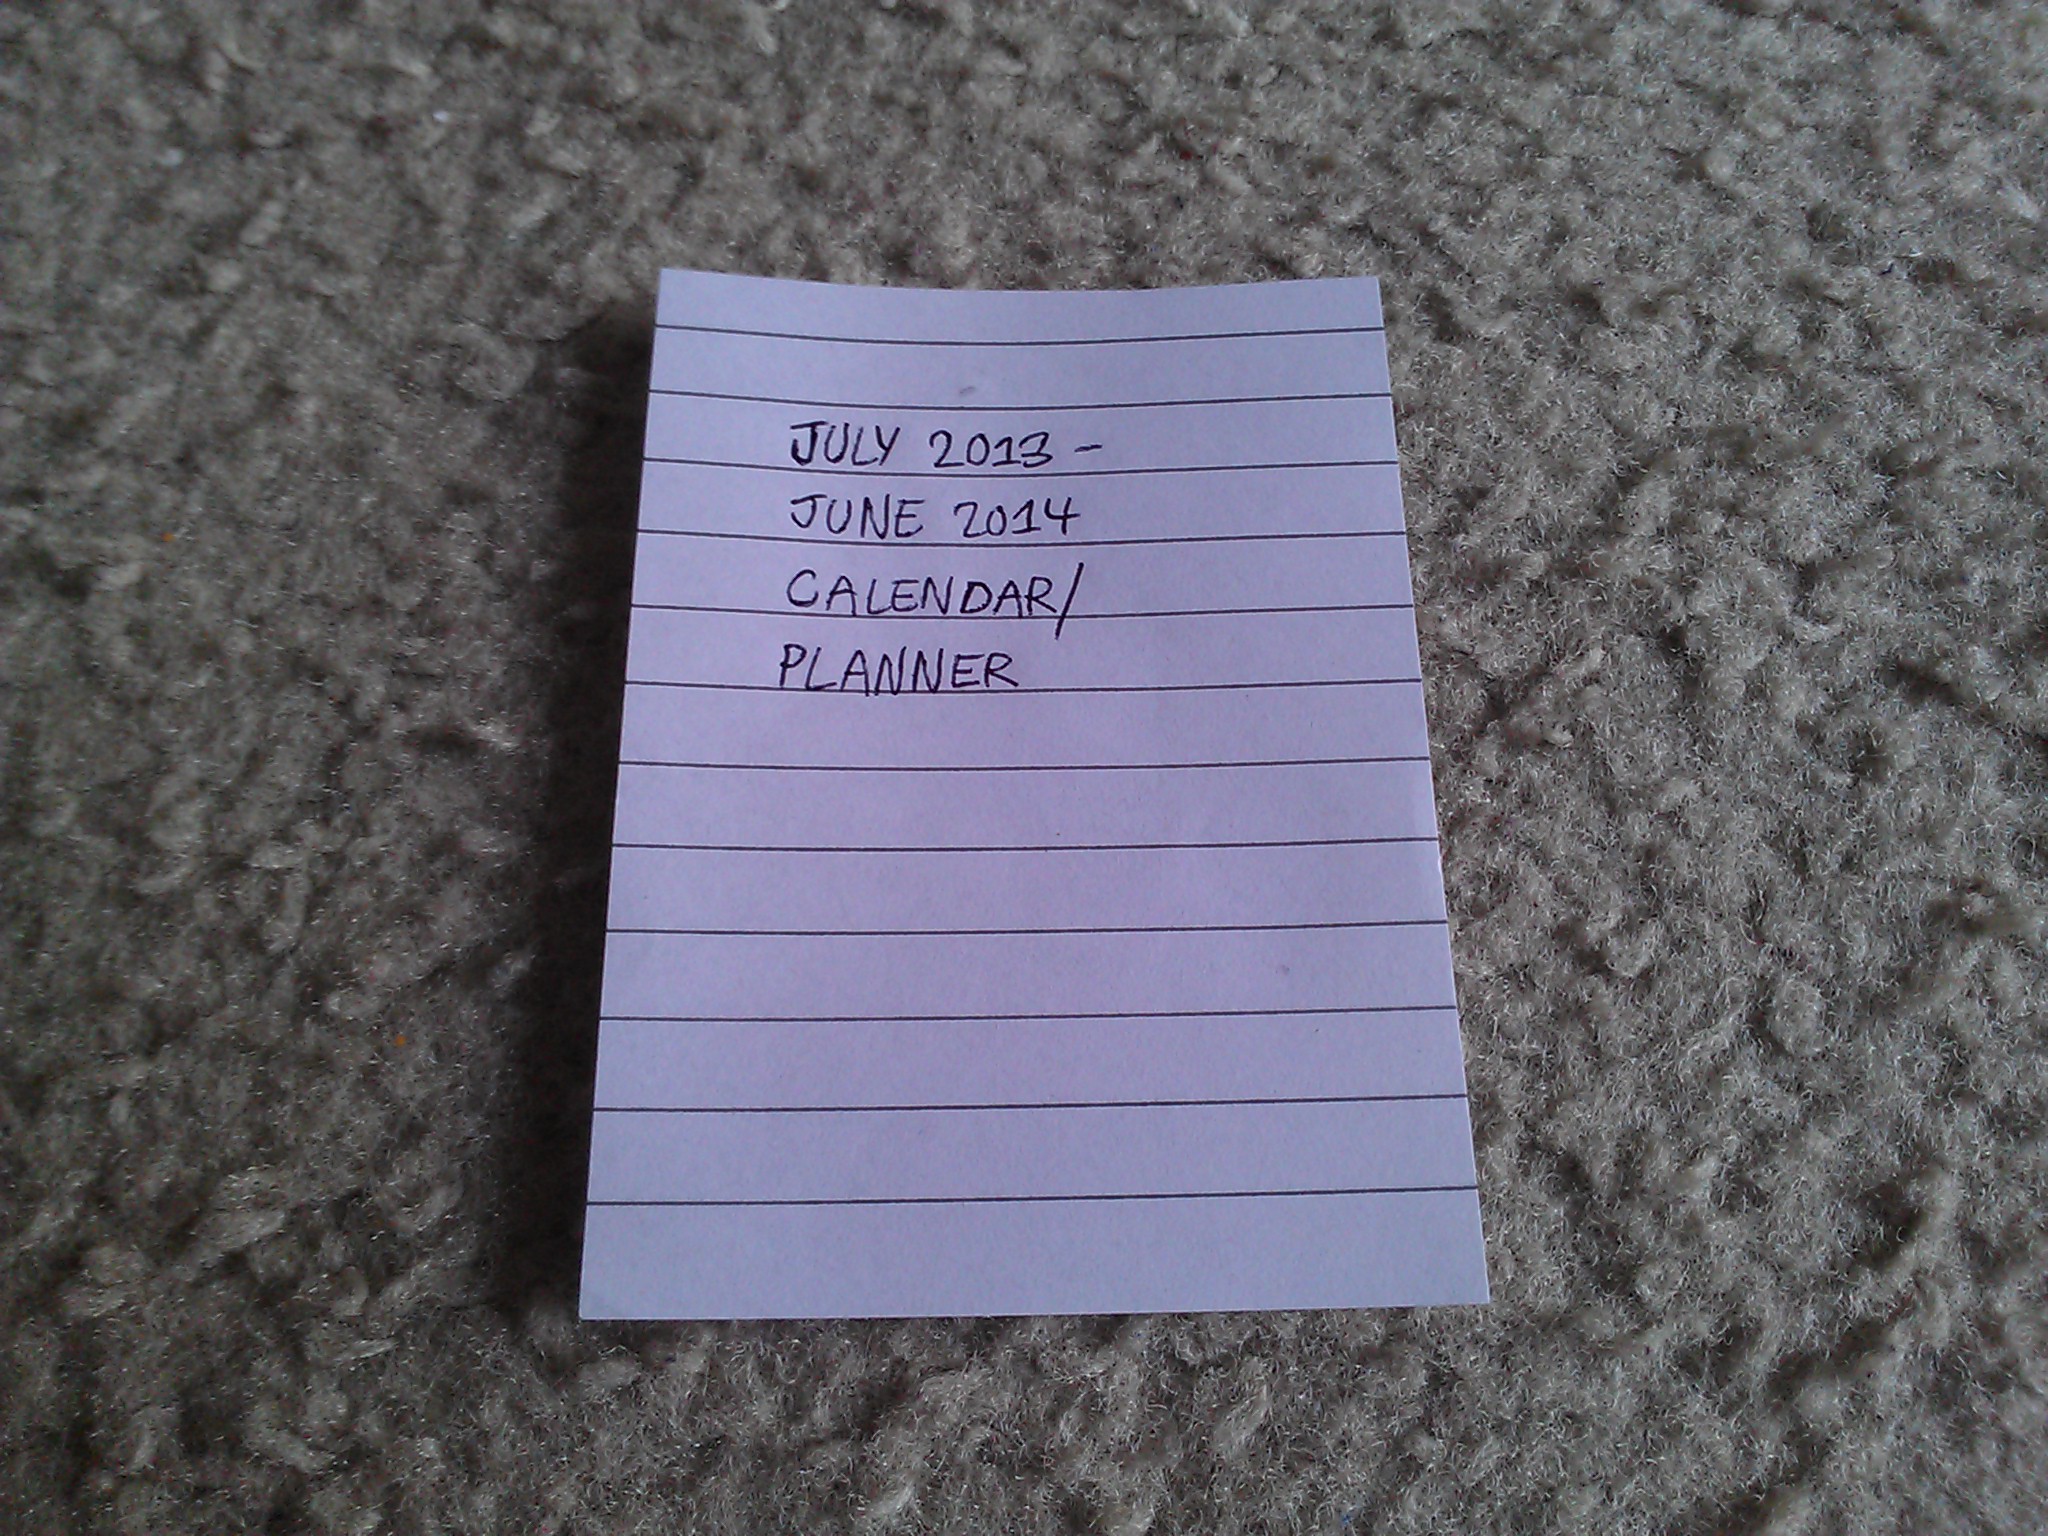 JULY 2013 -
JUNE 2014
CALENDAR/
PLANNER